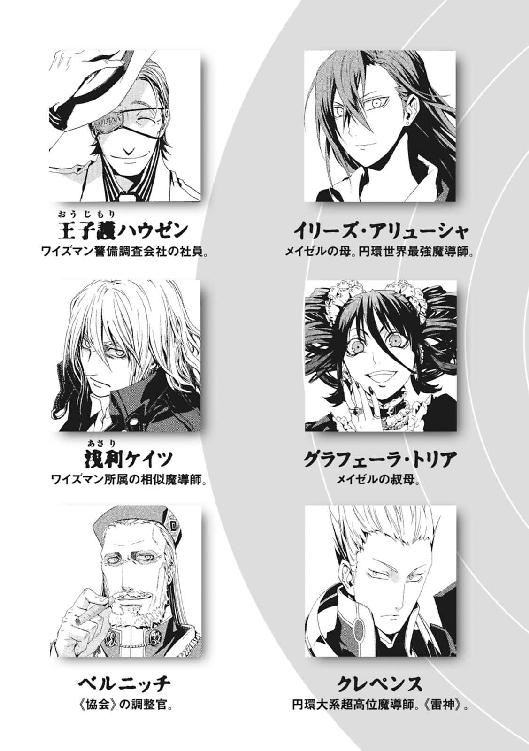 おうじもり
王子護ハウゼン
ワイズマン警備調査会社の社員。
イリーズ・アリューシャ
メイゼルの母。円環世界最強魔導師。
あさり
浅利ケイツ
ワイズマン所属の相似魔導師。
グラフェーラ・トリア
メイゼルの叔母。
ベルニッチ
《協会》の調整官。
クレペンス
円環大系超高位魔導師。《雷神》。